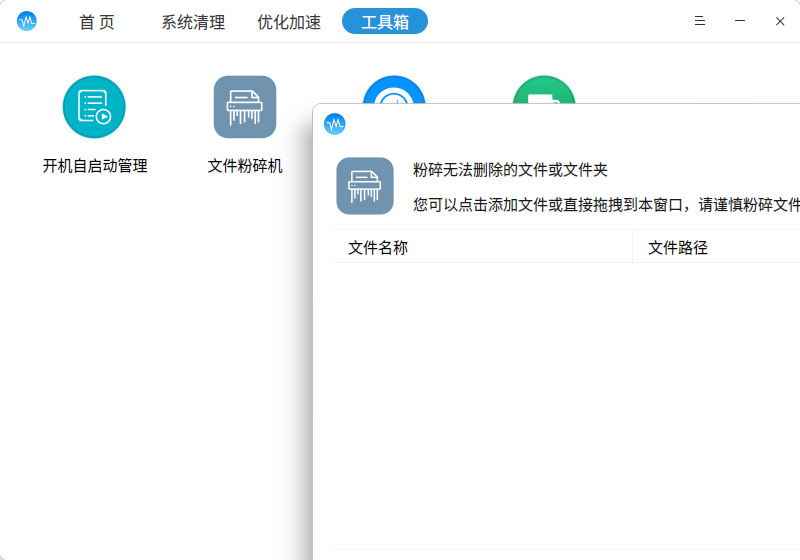 首 页
系统清理
优化加速
工具箱
开机自启动管理
文件粉碎机
粉碎无法删除的文件或文件夹
您可以点击添加文件或直接拖拽到本窗口，请谨慎粉碎文件
文件名称
文件路径